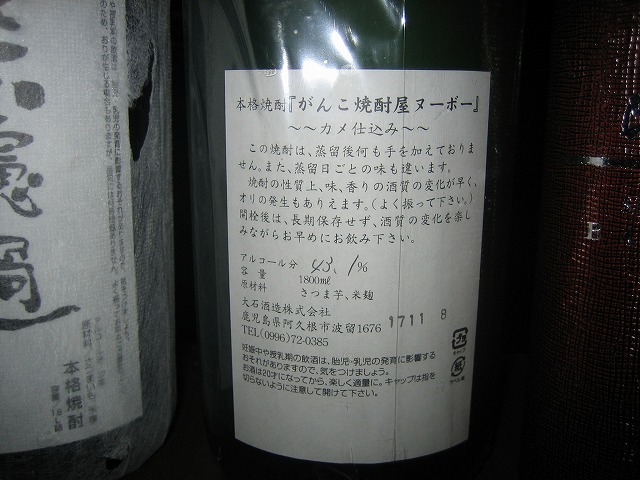 本格焼酎『がんこ焼酎屋ヌーボー』
～～カメ仕込み～～
この焼酎は、蒸留後何も手を加えておりま
せん。また、蒸留日ごとの味も違います。
焼酎の性質上、味、香りの酒質の変化が早く、
オリの発生もありえます。（よく振って下さい。）
開栓後は、長期保存せず、酒質の変化を楽し
みながらお早めにお飲み下さい。
アルコール分 43.1%
容量 1800ml
原材料 さつま芋、米麹
大石酒造株式会社
鹿児島県阿久根市波留1676
TEL(0996)72-0385
1711 8
妊娠中や授乳期の飲酒は、胎児・乳児の発育に影響する
おそれがありますので、気をつけましょう。
お酒は20才になってから、楽しく適量に。キャップは指を
切らないように注意して開けて下さい。
本格焼酎